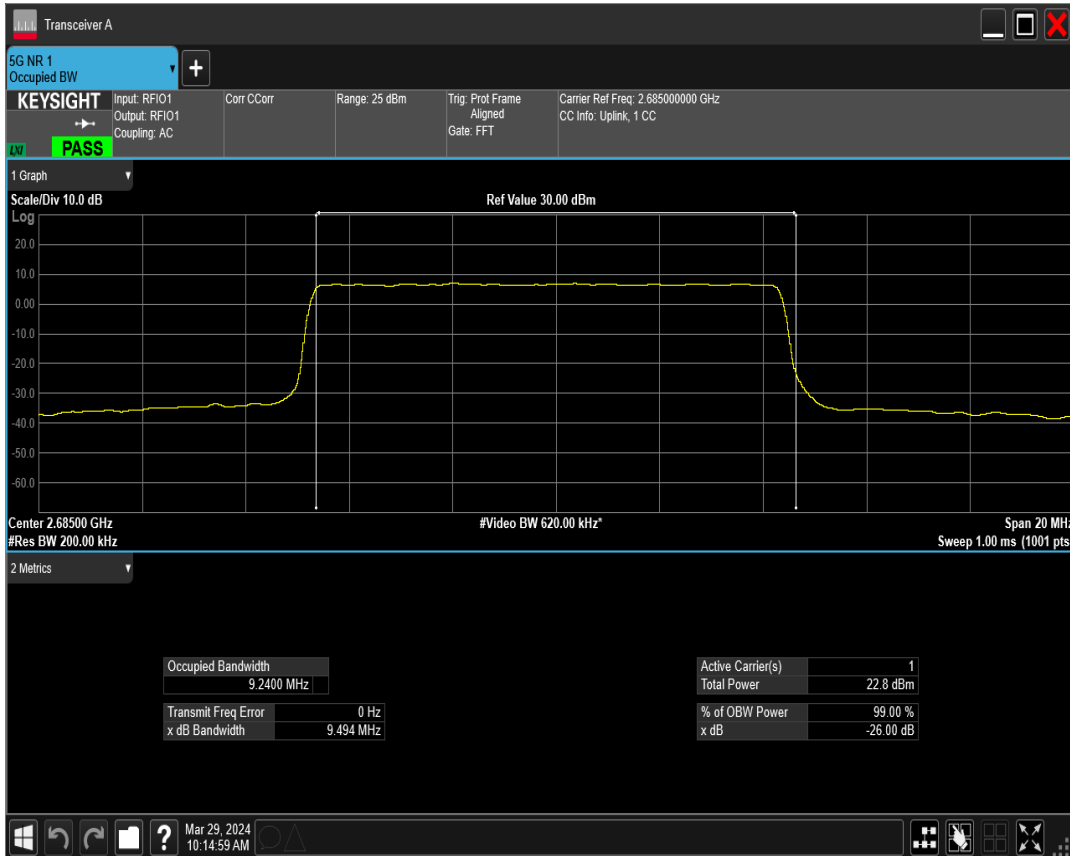 Transceiver A
5G NR 1
Occupied BW
KEYSIGHT
LXI
PASS
Input: RFIO1
Output: RFIO1
Coupling: AC
Corr CCorr
Range: 25 dBm
Trig: Prot Frame
Aligned
Gate: FFT
Carrier Ref Freq: 2.685000000 GHz
CC Info: Uplink, 1 CC
1 Graph
Scale/Div 10.0 dB
Ref Value 30.00 dBm
Log
20.0
10.0
0.00
-10.0
-20.0
-30.0
-40.0
-50.0
-60.0
Center 2.68500 GHz
#Video BW 620.00 kHz*
Span 20 MHz
#Res BW 200.00 kHz
Sweep 1.00 ms (1001 pts
2 Metrics
Occupied Bandwidth
9.2400 MHz
Transmit Freq Error 0 Hz
x dB Bandwidth 9.494 MHz
Active Carrier(s) 1
Total Power 22.8 dBm
% of OBW Power 99.00 %
x dB -26.00 dB
Mar 29, 2024
10:14:59 AM